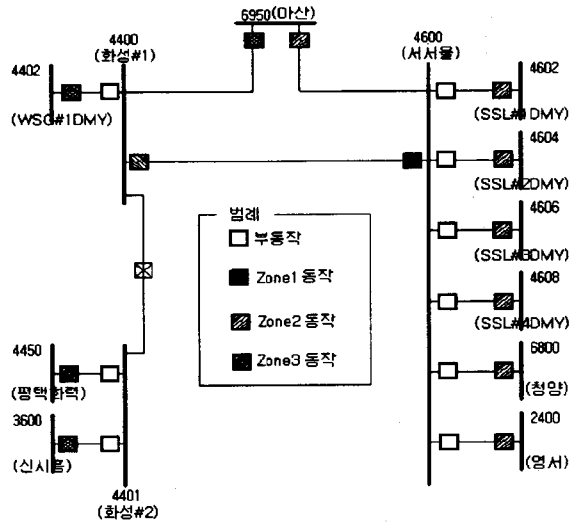 6950(마산)
4400
(화성#1)
4600
(서서울)
4402
(WSG#1DMY)
4602
(SSL#1DMY)
4604
(SSL#2DMY)
4606
(SSL#3DMY)
4608
(SSL#4DMY)
6800
(청양)
2400
(영서)
범례
부동작
Zone1 동작
Zone2 동작
Zone3 동작
4450
(평택화력)
3600
(신시흥)
4401
(화성#2)